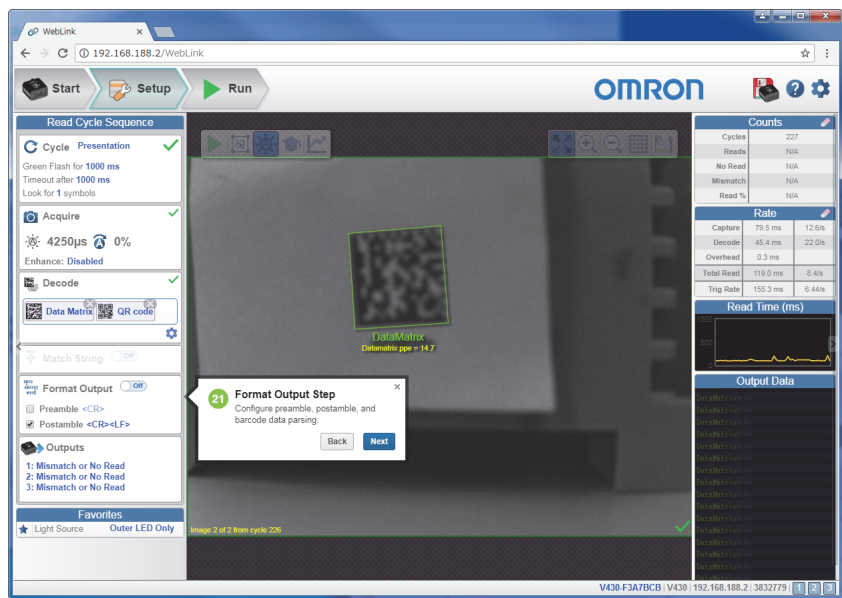 WebLink
192.168.188.2/WebLink
Start
Setup
Run
OMRON
Read Cycle Sequence
Cycle Presentation
Green Flash for 1000 ms
Timeout after 1000 ms
Look for 1 symbols
Acquire
4250µs 0%
Enhance: Disabled
Decode
Data Matrix QR code
Match String Off
Format Output Off
Preamble <CR>
Postamble <CR><LF>
Outputs
1: Mismatch or No Read
2: Mismatch or No Read
3: Mismatch or No Read
Favorites
Light Source Outer LED Only
DataMatrix
Datamatrix ppe = 14.7
21 Format Output Step
Configure preamble, postamble, and
barcode data parsing.
Back Next
Image 2 of 2 from cycle 226
Counts
Cycles 227
Reads N/A
No Read N/A
Mismatch N/A
Read % N/A
Rate
Capture 79.5 ms 12.6/s
Decode 45.4 ms 22.0/s
Overhead 0.3 ms
Total Read 119.0 ms 8.4/s
Trig Rate 155.3 ms 6.44/s
Read Time (ms)
1000
500
0
Output Data
V430-F3A7BCB V430 192.168.188.2 3832779 1 2 3